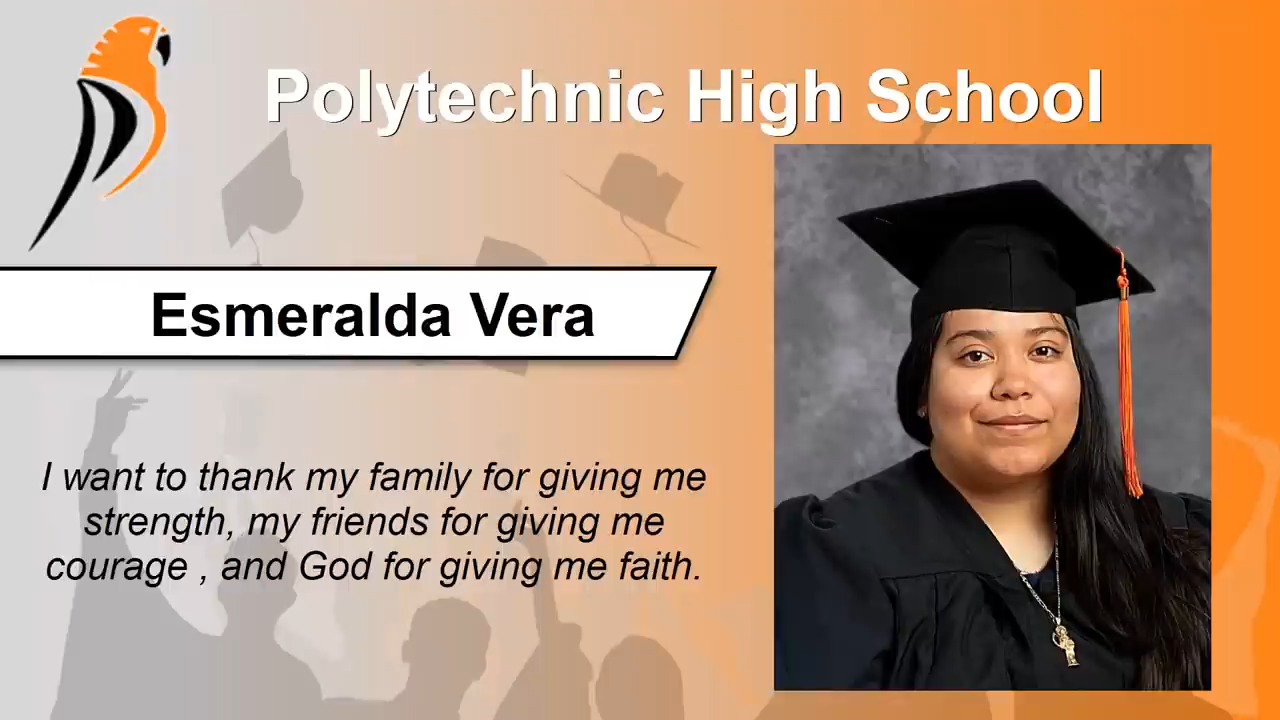 Polytechnic High School
Esmeralda Vera
I want to thank my family for giving me
strength, my friends for giving me
courage , and God for giving me faith.